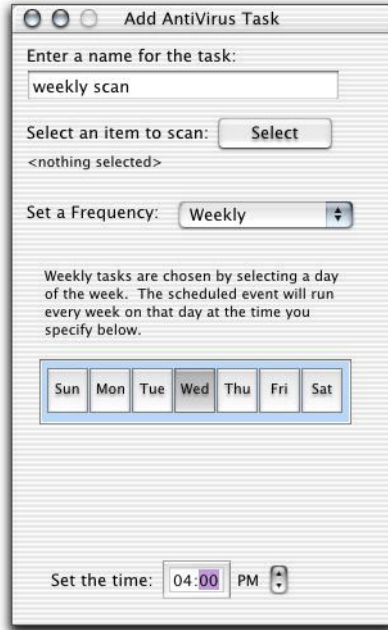 Add AntiVirus Task
Enter a name for the task:
weekly scan
Select an item to scan: Select
<nothing selected>
Set a Frequency: Weekly
Weekly tasks are chosen by selecting a day
of the week. The scheduled event will run
every week on that day at the time you
specify below.
Sun Mon Tue Wed Thu Fri Sat
Set the time: 04:00 PM